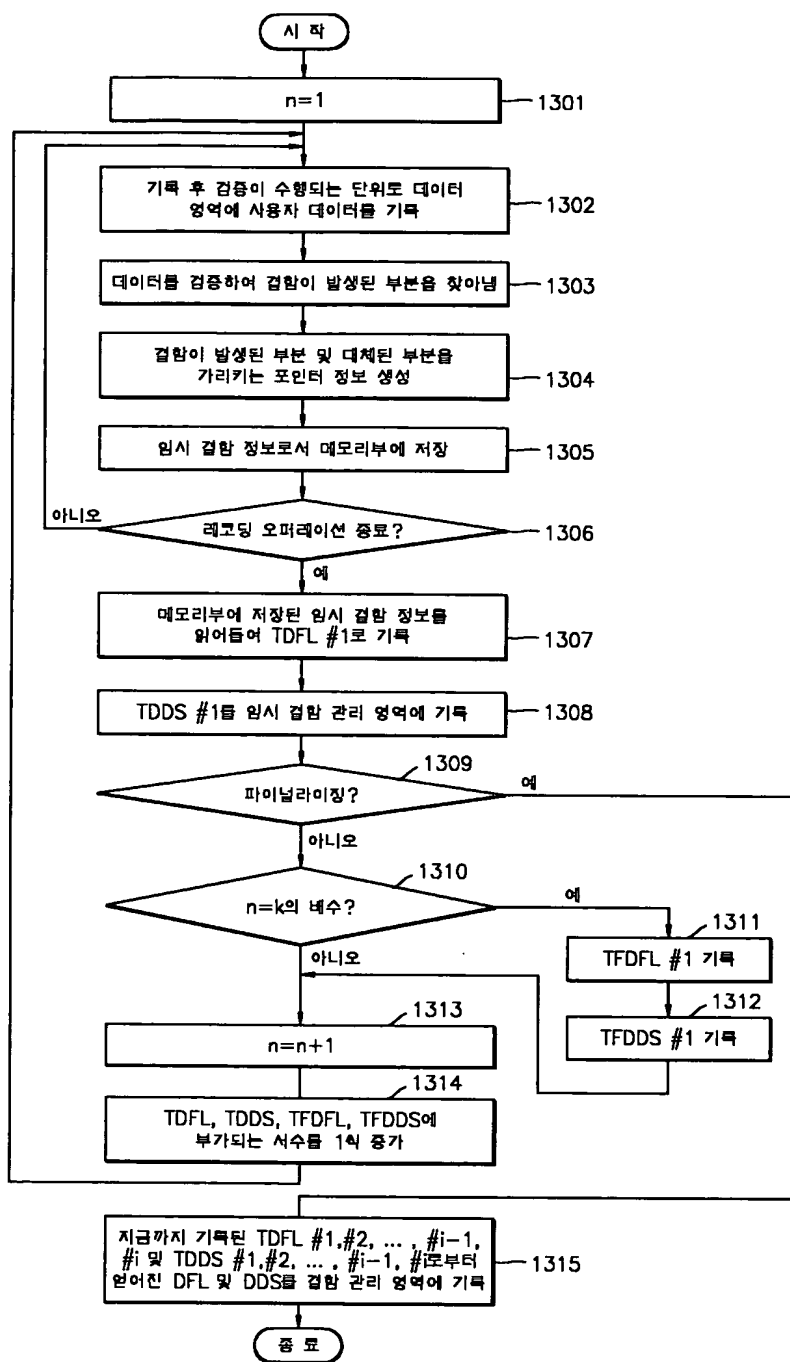 시 작
n=1
1301
기록 후 검증이 수행되는 단위로 데이터
영역에 사용자 데이터를 기록
1302
데이터를 검증하여 결함이 발생된 부분을 찾아냄
1303
결함이 발생된 부분 및 대체된 부분을
가리키는 포인터 정보 생성
1304
임시 결함 정보로서 메모리부에 저장
1305
아니오
레코딩 오퍼레이션 종료?
1306
예
메모리부에 저장된 임시 결함 정보를
읽어들여 TDFL #1로 기록
1307
TDDS #1를 임시 결함 관리 영역에 기록
1308
1309
파이널라이징?
예
아니오
1310
n=k의 배수?
예
1311
TFDFL #1 기록
아니오
1312
TFDDS #1 기록
1313
n=n+1
1314
TDFL, TDDS, TFDFL, TFDDS에
부가되는 서수를 1씩 증가
지금까지 기록된 TDFL #1,#2, ... , #i-1,
#i 및 TDDS #1,#2, ... , #i-1, #i로부터
얻어진 DFL 및 DDS를 결함 관리 영역에 기록
1315
종 료